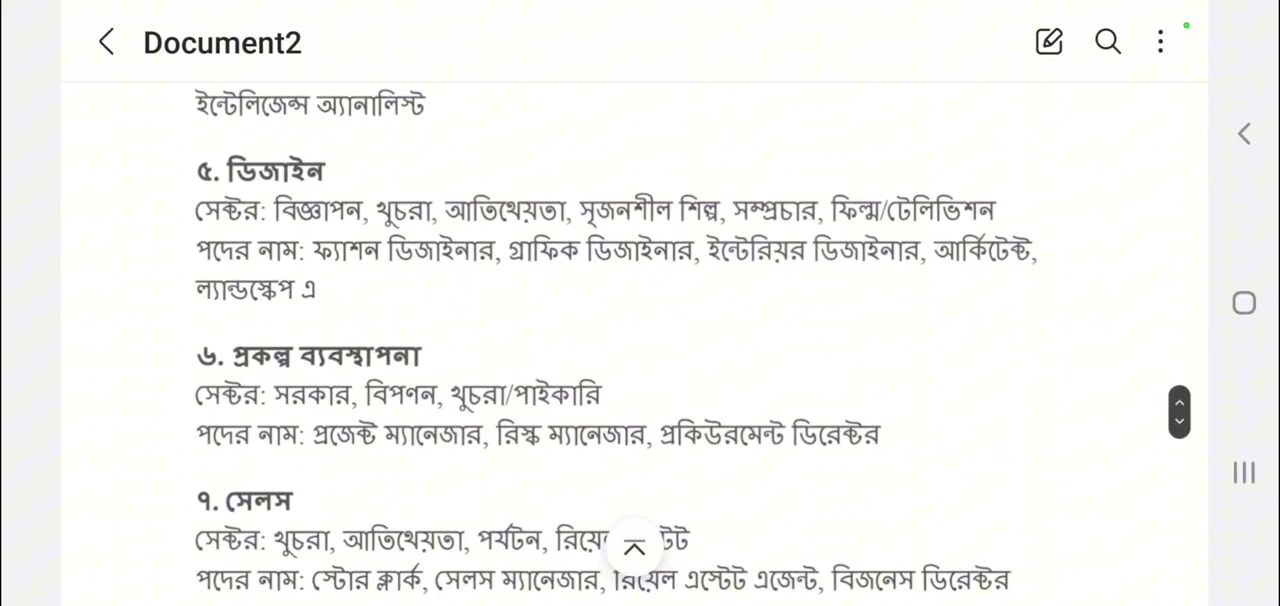 Document2
ইন্টেলিজেন্স অ্যানালিস্ট
৫. ডিজাইন
সেক্টর: বিজ্ঞাপন, খুচরা, আতিথেয়তা, সৃজনশীল শিল্প, সম্প্রচার, ফিল্ম/টেলিভিশন
পদের নাম: ফ্যাশন ডিজাইনার, গ্রাফিক ডিজাইনার, ইন্টেরিয়র ডিজাইনার, আর্কিটেক্ট,
ল্যান্ডস্কেপ এ
৬. প্রকল্প ব্যবস্থাপনা
সেক্টর: সরকার, বিপণন, খুচরা/পাইকারি
পদের নাম: প্রজেক্ট ম্যানেজার, রিস্ক ম্যানেজার, প্রকিউরমেন্ট ডিরেক্টর
৭. সেলস
সেক্টর: খুচরা, আতিথেয়তা, পর্যটন,
পদের নাম: স্টোর ক্লার্ক, সেলস ম্যানেজার, রিয়েল এস্টেট এজেন্ট, বিজনেস ডিরেক্টর